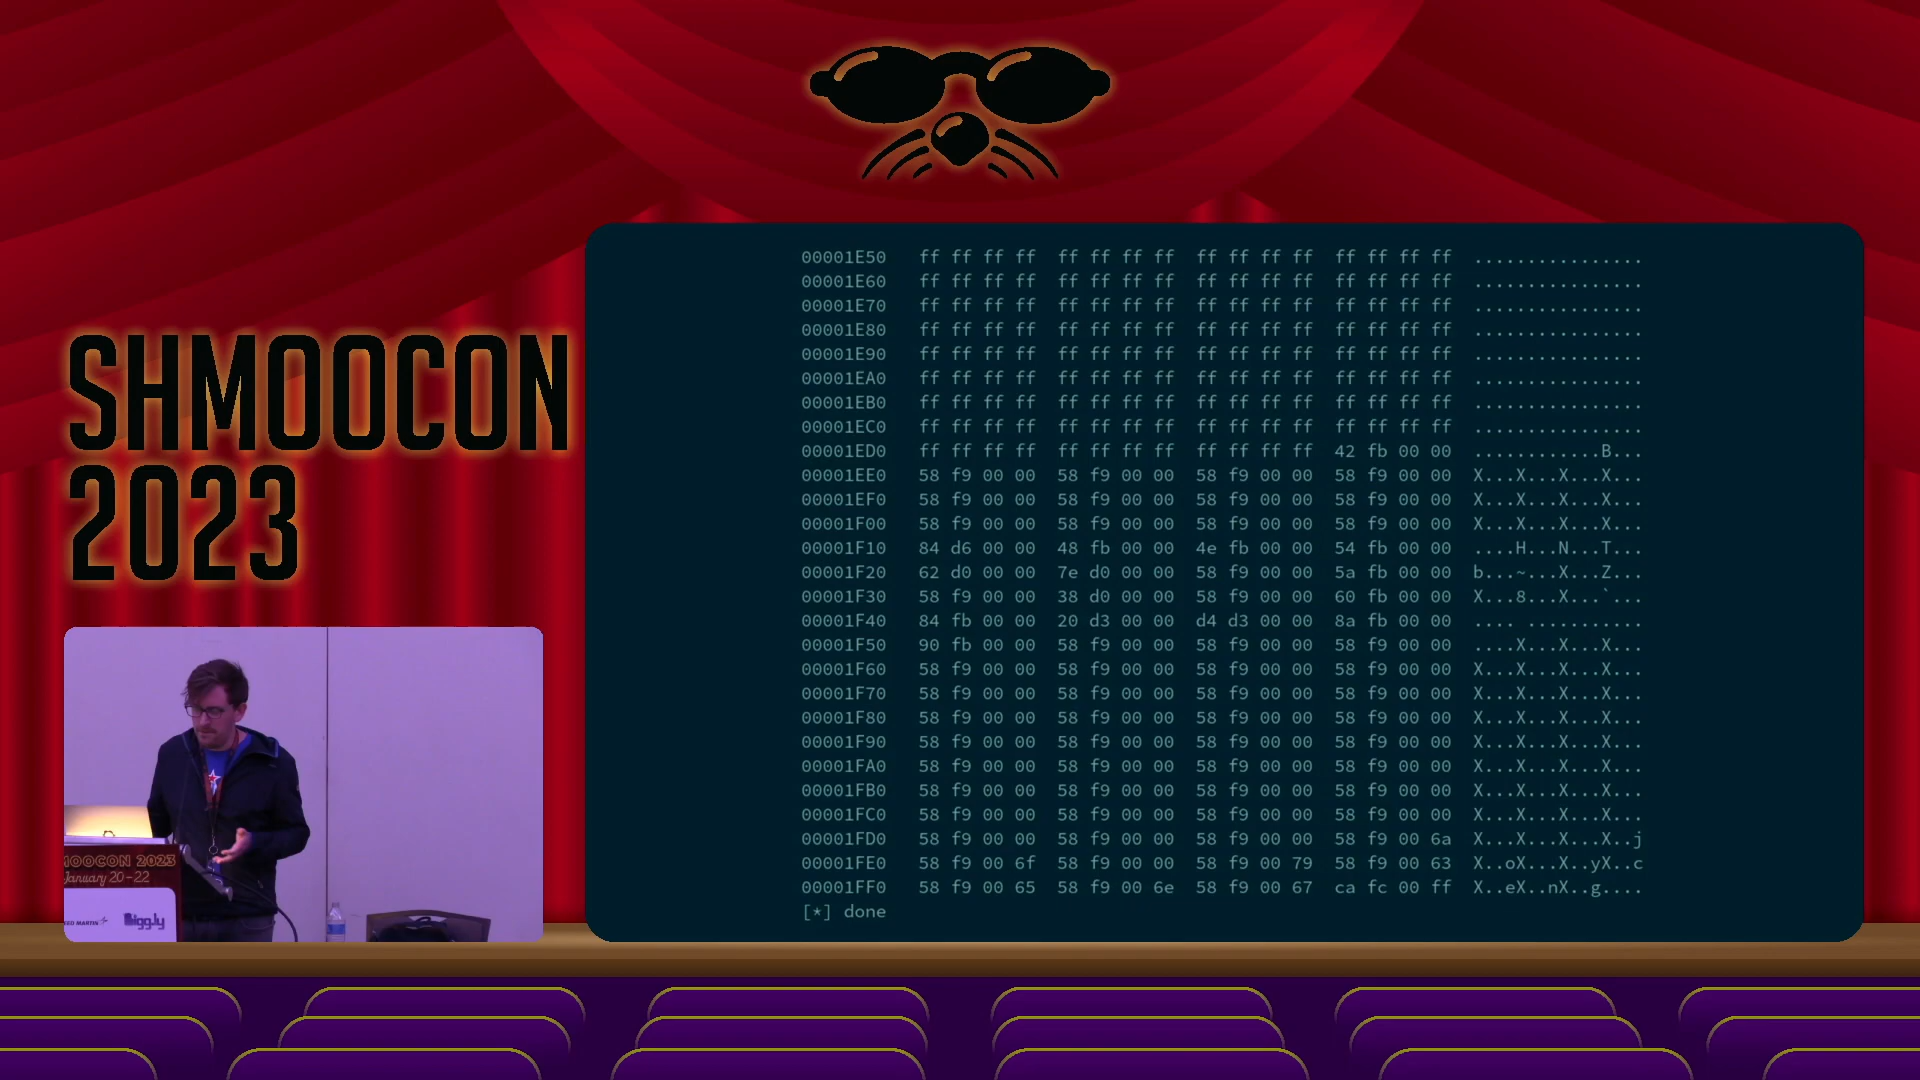 SHMOOCON
2023
00001E50 ff ff ff ff ff ff ff ff ff ff ff ff ff ff ff ff ................
00001E60 ff ff ff ff ff ff ff ff ff ff ff ff ff ff ff ff ................
00001E70 ff ff ff ff ff ff ff ff ff ff ff ff ff ff ff ff ................
00001E80 ff ff ff ff ff ff ff ff ff ff ff ff ff ff ff ff ................
00001E90 ff ff ff ff ff ff ff ff ff ff ff ff ff ff ff ff ................
00001EA0 ff ff ff ff ff ff ff ff ff ff ff ff ff ff ff ff ................
00001EB0 ff ff ff ff ff ff ff ff ff ff ff ff ff ff ff ff ................
00001EC0 ff ff ff ff ff ff ff ff ff ff ff ff ff ff ff ff ................
00001ED0 ff ff ff ff ff ff ff ff ff ff ff ff 42 fb 00 00 ............B...
00001EE0 58 f9 00 00 58 f9 00 00 58 f9 00 00 58 f9 00 00 X...X...X...X...
00001EF0 58 f9 00 00 58 f9 00 00 58 f9 00 00 58 f9 00 00 X...X...X...X...
00001F00 58 f9 00 00 58 f9 00 00 58 f9 00 00 58 f9 00 00 X...X...X...X...
00001F10 84 d6 00 00 48 fb 00 00 4e fb 00 00 54 fb 00 00 ....H...N...T...
00001F20 62 d0 00 00 7e d0 00 00 58 f9 00 00 5a fb 00 00 b...~...X...Z...
00001F30 58 f9 00 00 38 d0 00 00 58 f9 00 00 60 fb 00 00 X...8...X...`...
00001F40 84 fb 00 00 20 d3 00 00 d4 d3 00 00 8a fb 00 00 .... ...........
00001F50 90 fb 00 00 58 f9 00 00 58 f9 00 00 58 f9 00 00 ....X...X...X...
00001F60 58 f9 00 00 58 f9 00 00 58 f9 00 00 58 f9 00 00 X...X...X...X...
00001F70 58 f9 00 00 58 f9 00 00 58 f9 00 00 58 f9 00 00 X...X...X...X...
00001F80 58 f9 00 00 58 f9 00 00 58 f9 00 00 58 f9 00 00 X...X...X...X...
00001F90 58 f9 00 00 58 f9 00 00 58 f9 00 00 58 f9 00 00 X...X...X...X...
00001FA0 58 f9 00 00 58 f9 00 00 58 f9 00 00 58 f9 00 00 X...X...X...X...
00001FB0 58 f9 00 00 58 f9 00 00 58 f9 00 00 58 f9 00 00 X...X...X...X...
00001FC0 58 f9 00 00 58 f9 00 00 58 f9 00 00 58 f9 00 00 X...X...X...X...
00001FD0 58 f9 00 00 58 f9 00 00 58 f9 00 00 58 f9 00 6a X...X...X...X..j
00001FE0 58 f9 00 6f 58 f9 00 00 58 f9 00 79 58 f9 00 63 X..oX...X..yX..c
00001FF0 58 f9 00 65 58 f9 00 6e 58 f9 00 67 ca fc 00 ff X..eX..nX..g....
[*] done
MOOCON 2023
January 20-22
ED MARTIN
Bigg.ly